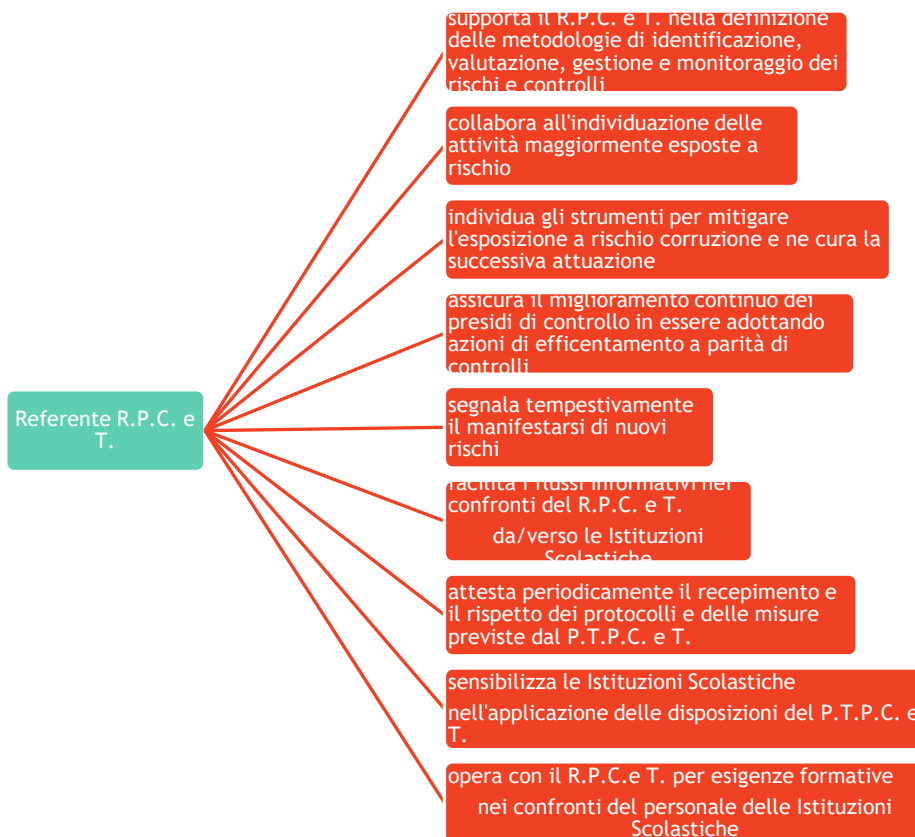 Referente R.P.C. e
T.
supporta il R.P.C. e T. nella definizione
delle metodologie di identificazione,
valutazione, gestione e monitoraggio dei
rischi e controlli
collabora all'individuazione delle
attività maggiormente esposte a
rischio
individua gli strumenti per mitigare
l'esposizione a rischio corruzione e ne cura la
successiva attuazione
assicura il miglioramento continuo dei
presidi di controllo in essere adottando
azioni di efficentamento a parità di
controlli
segnala tempestivamente
il manifestarsi di nuovi
rischi
facilita i flussi informativi nei
confronti del R.P.C. e T.
da/verso le Istituzioni
Scolastiche
attesta periodicamente il recepimento e
il rispetto dei protocolli e delle misure
previste dal P.T.P.C. e T.
sensibilizza le Istituzioni Scolastiche
nell'applicazione delle disposizioni del P.T.P.C. e
T.
opera con il R.P.C.e T. per esigenze formative
nei confronti del personale delle Istituzioni
Scolastiche